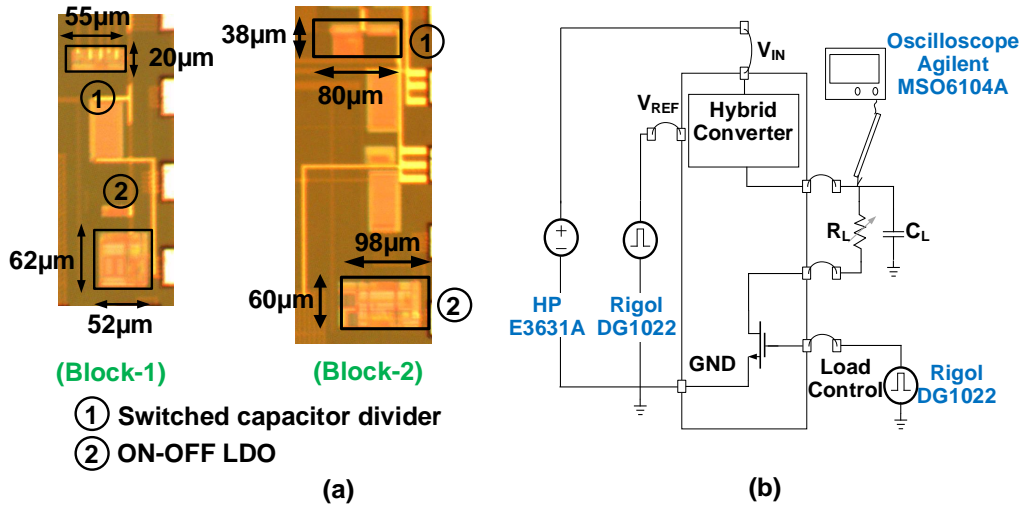 55µm
20µm
1
2
62µm
52µm
(Block-1)
38µm
1
80µm
98µm
60µm
2
(Block-2)
1 Switched capacitor divider
2 ON-OFF LDO
(a)
VIN
VREF
Hybrid
Converter
Oscilloscope
Agilent
MSO6104A
RL
CL
HP
E3631A
Rigol
DG1022
GND
Load
Control
Rigol
DG1022
(b)